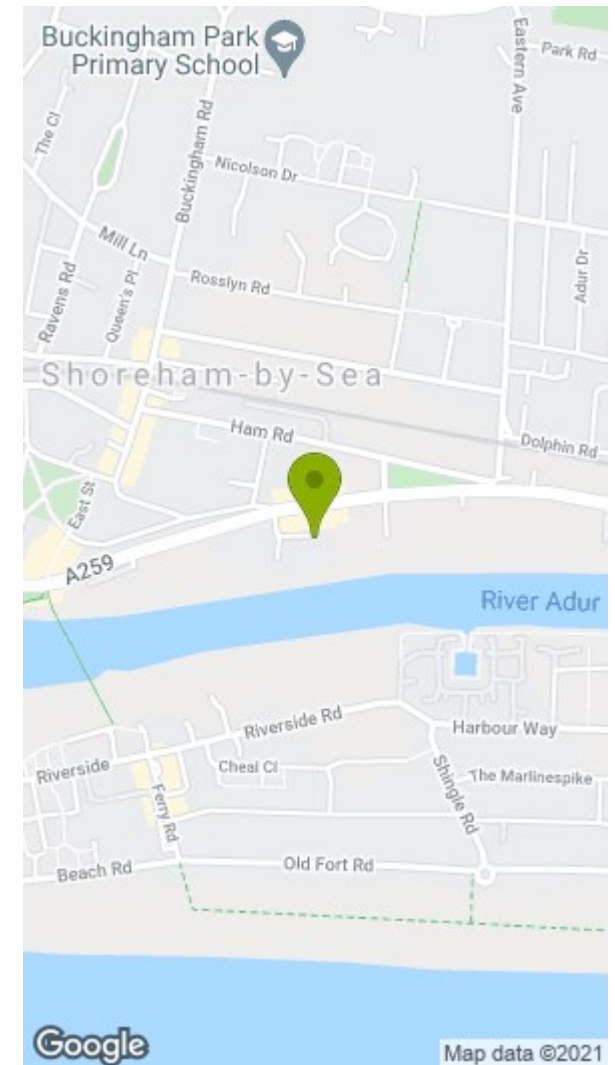 Buckingham Park
Primary School
Eastern Ave
Park Rd
The Cl
Buckingham Rd
Nicolson Dr
Mill Ln
Ravens Rd
Queen's Pl
Rosslyn Rd
Adur Dr
Shoreham-by-Sea
Ham Rd
Dolphin Rd
East St
A259
River Adur
Riverside Rd
Harbour Way
Riverside
Cheal Cl
The Marlinespike
Ferry Rd
Shingle Rd
Beach Rd
Old Fort Rd
Google
Map data ©2021